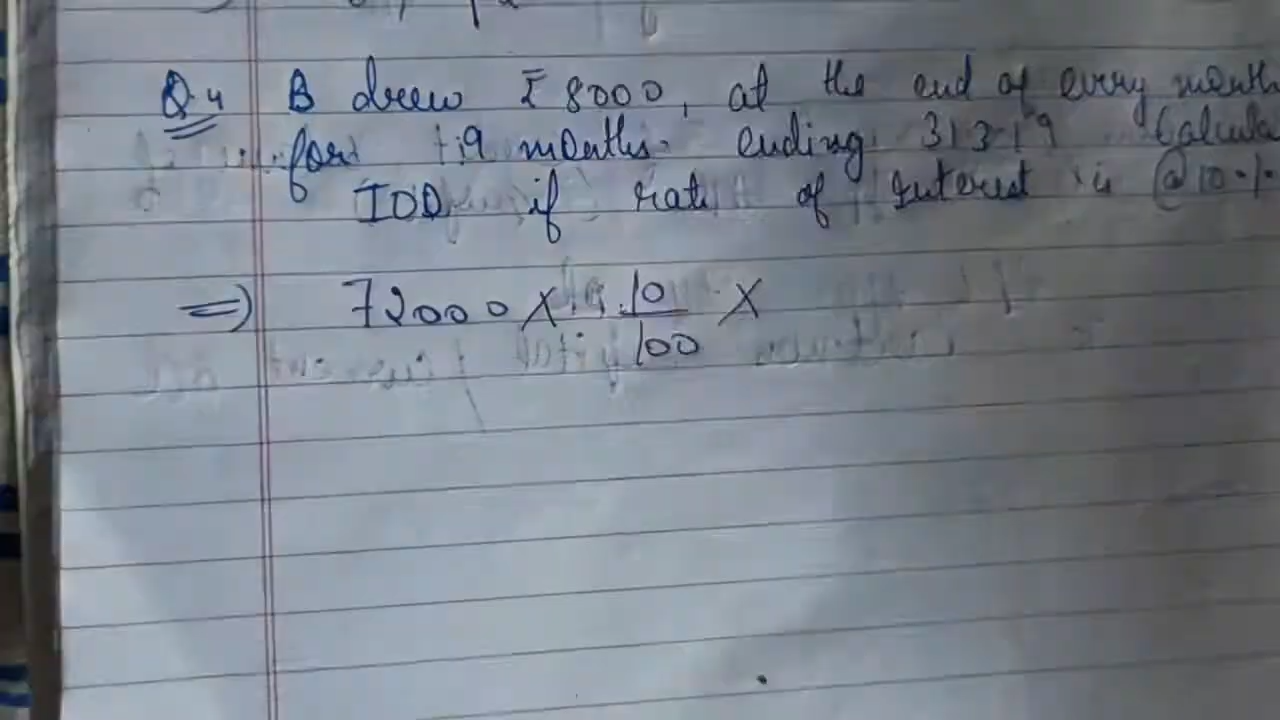 Q.4 B drew ₹ 8000, at the end of every month
for 9 months. ending 31 3 19 Calcula
IOD if rate of interest is @ 10 %
=> 72000 X 10/100 X